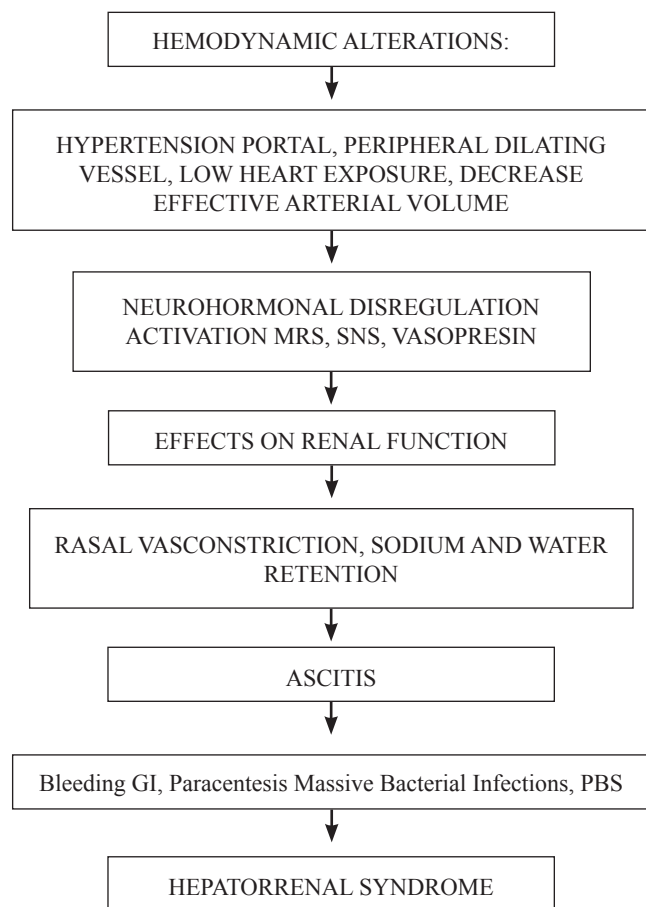 HEMODYNAMIC ALTERATIONS:
HYPERTENSION PORTAL, PERIPHERAL DILATING
VESSEL, LOW HEART EXPOSURE, DECREASE
EFFECTIVE ARTERIAL VOLUME
NEUROHORMONAL DISREGULATION
ACTIVATION MRS, SNS, VASOPRESIN
EFFECTS ON RENAL FUNCTION
RASAL VASCONSTRICTION, SODIUM AND WATER
RETENTION
ASCITIS
Bleeding GI, Paracentesis Massive Bacterial Infections, PBS
HEPATORRENAL SYNDROME